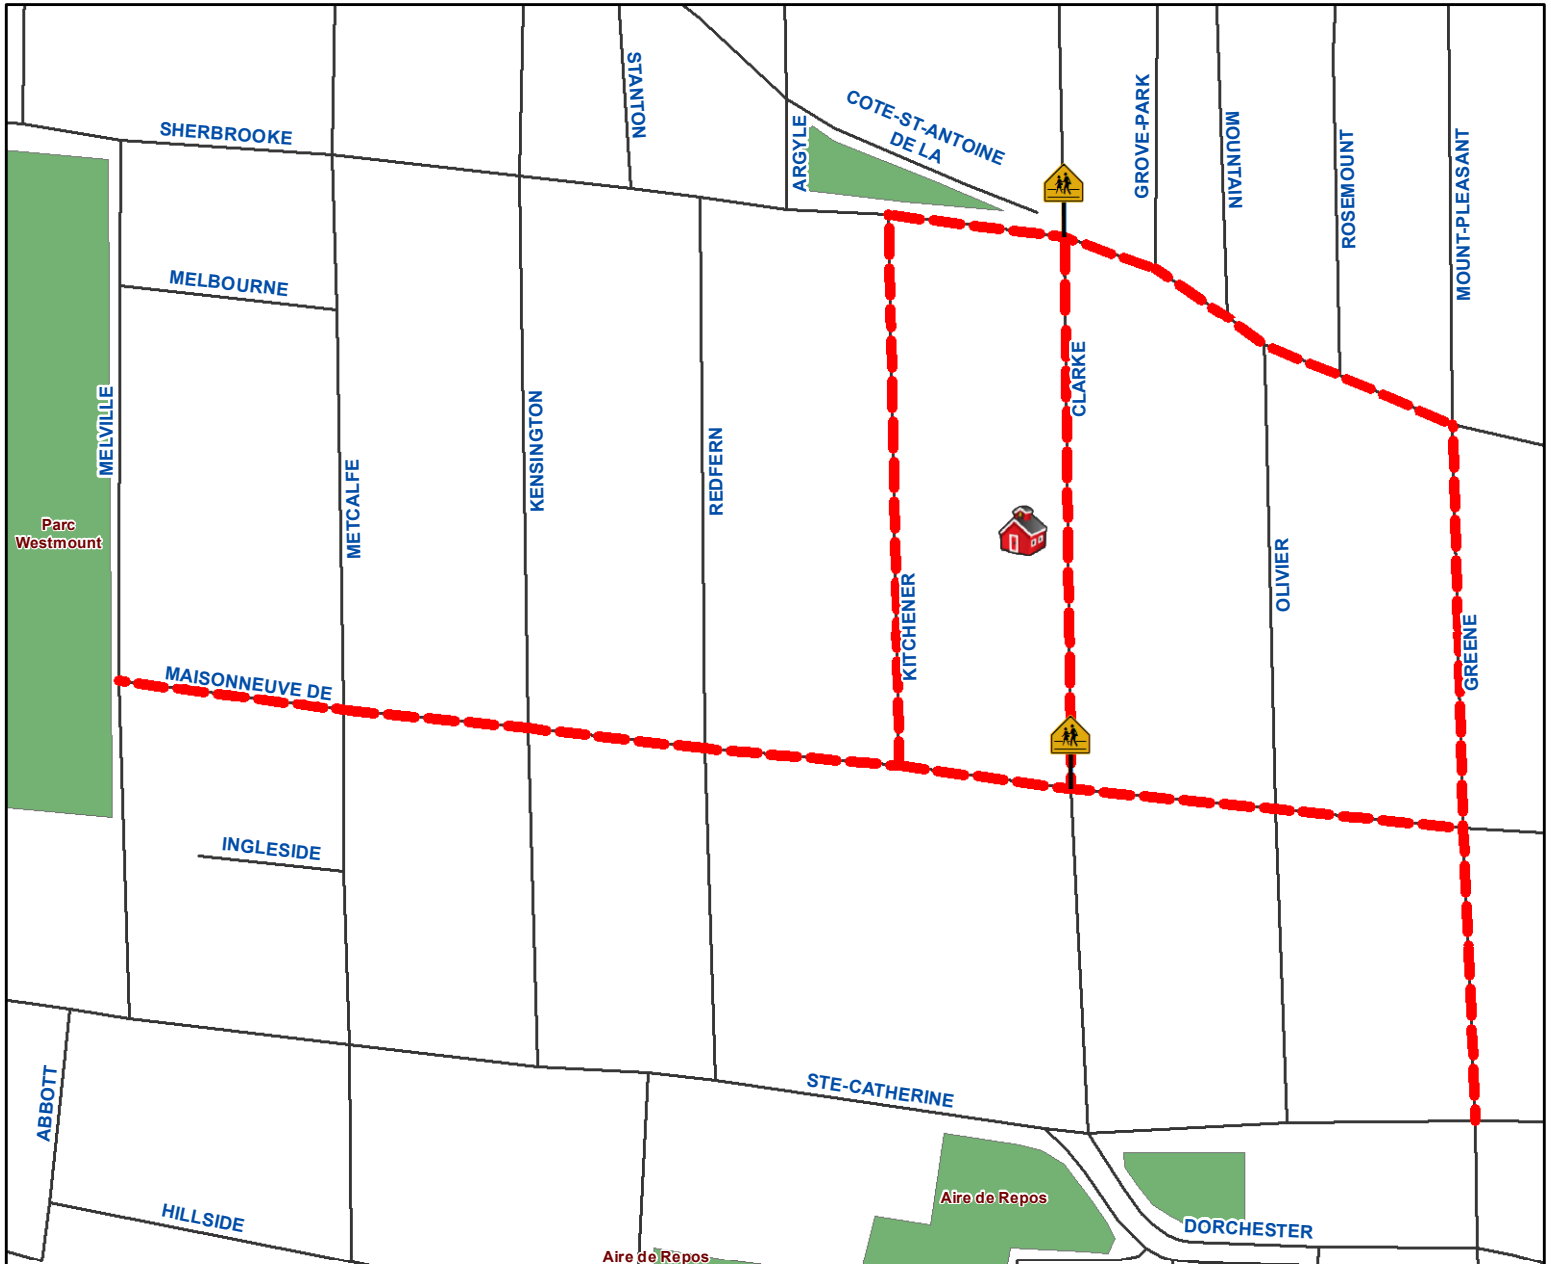 STANTON
COTE-ST-ANTOINE
DE LA
ARGYLE
GROVE-PARK
MOUNTAIN
ROSEMOUNT
MOUNT-PLEASANT
SHERBROOKE
MELBOURNE
MELVILLE
METCALFE
KENSINGTON
REDFERN
CLARKE
KITCHENER
OLIVIER
GREENE
Parc
Westmount
MAISONNEUVE DE
INGLESIDE
STE-CATHERINE
ABBOTT
HILLSIDE
Aire de Repos
DORCHESTER
Aire de Repos